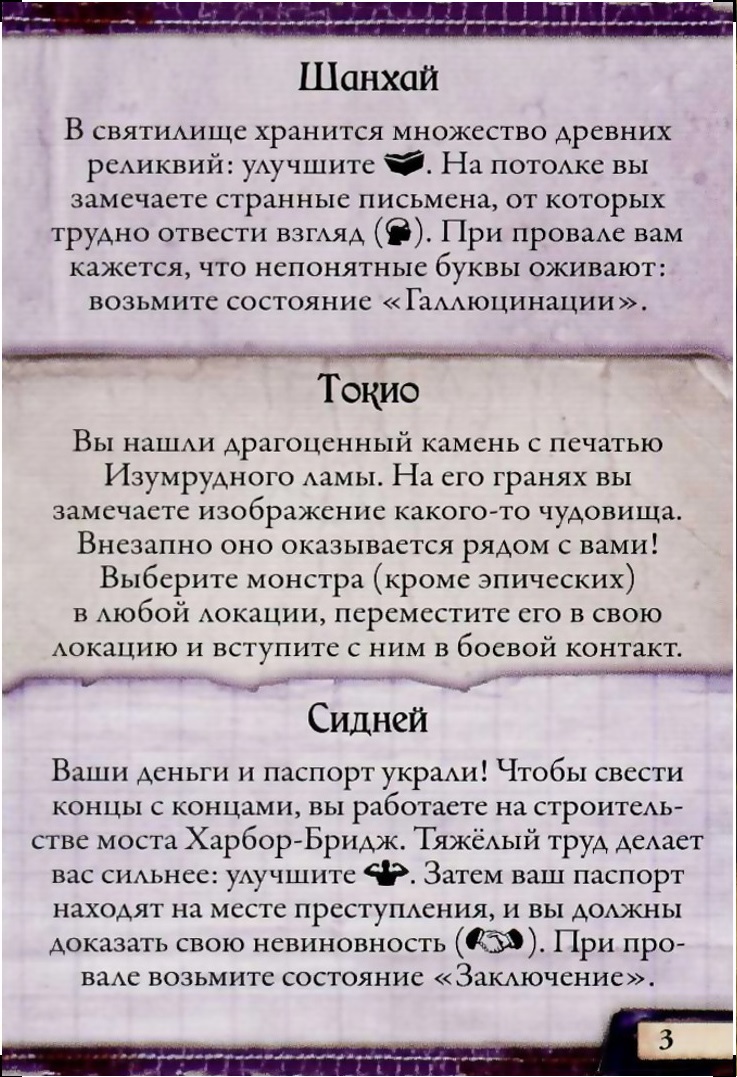 Шанхай
В святилище хранится множество древних
реликвий: улучшите . На потолке вы
замечаете странные письмена, от которых
трудно отвести взгляд (). При провале вам
кажется, что непонятные буквы оживают:
возьмите состояние «Галлюцинации».
Токио
Вы нашли драгоценный камень с печатью
Изумрудного ламы. На его гранях вы
замечаете изображение какого-то чудовища.
Внезапно оно оказывается рядом с вами!
Выберите монстра (кроме эпических)
в любой локации, переместите его в свою
локацию и вступите с ним в боевой контакт.
Сидней
Ваши деньги и паспорт украли! Чтобы свести
концы с концами, вы работаете на строитель-
стве моста Харбор-Бридж. Тяжёлый труд делает
вас сильнее: улучшите . Затем ваш паспорт
находят на месте преступления, и вы должны
доказать свою невиновность (). При про-
вале возьмите состояние «Заключение».
3